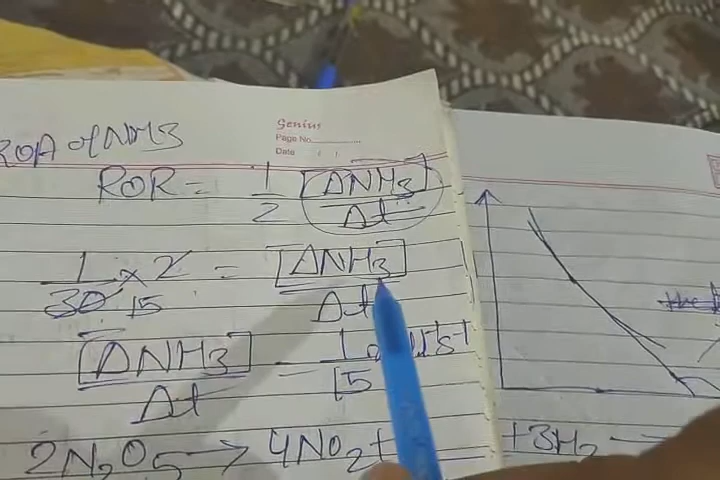 ROA of NH3
Genius
Page No.
Date / /
ROR = 1/2 [ΔNH3]/Δt
1/30 × 2 = [ΔNH3]/Δt
15
[ΔNH3]/Δt = 1/15
2N2O5 → 4NO2 +
+3H2 —